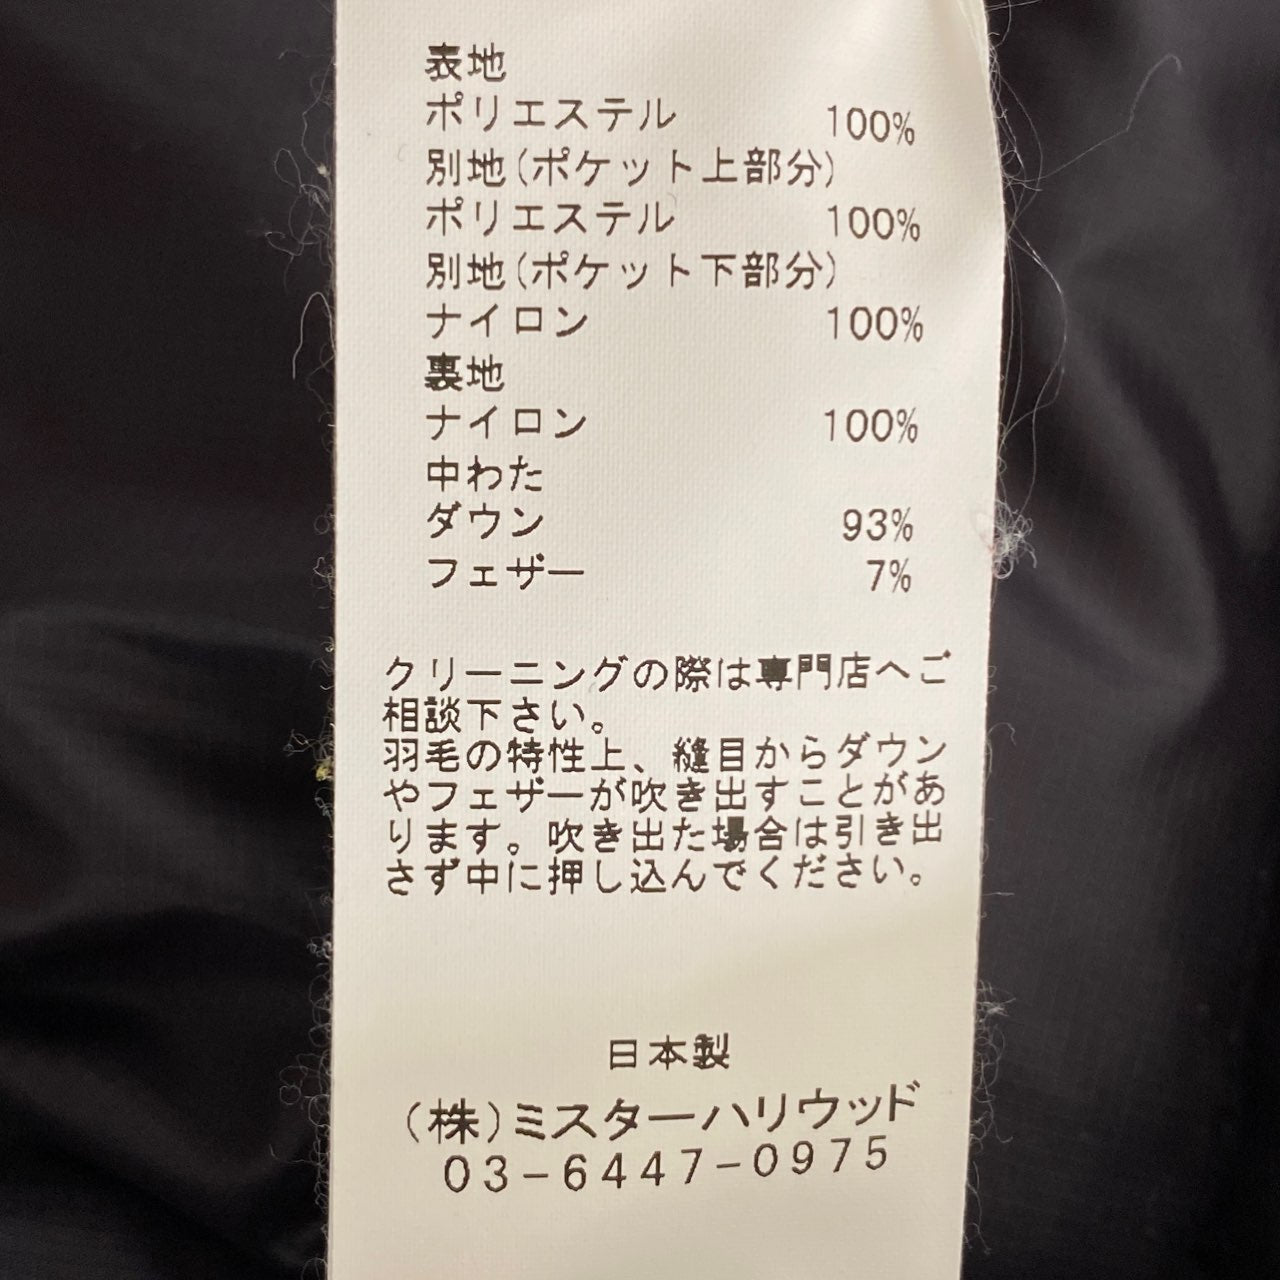 表地
ポリエステル 100%
別地(ポケット上部分)
ポリエステル 100%
別地(ポケット下部分)
ナイロン 100%
裏地
ナイロン 100%
中わた
ダウン 93%
フェザー 7%
クリーニングの際は専門店へご
相談下さい。
羽毛の特性上、縫目からダウン
やフェザーが吹き出すことがあ
ります。吹き出た場合は引き出
さず中に押し込んでください。
日本製
(株)ミスターハリウッド
03-6447-0975